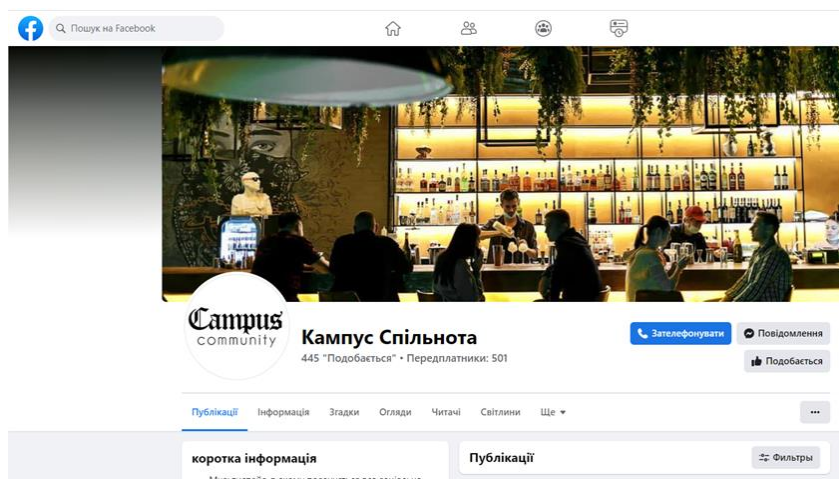 Пошук на Facebook
Campus
community
Кампус Спільнота
445 "Подобається" • Передплатники: 501
Зателефонувати
Повідомлення
Подобається
Публікації Інформація Згадки Огляди Читачі Світлини Ще
коротка інформація
Публікації
Фильтры